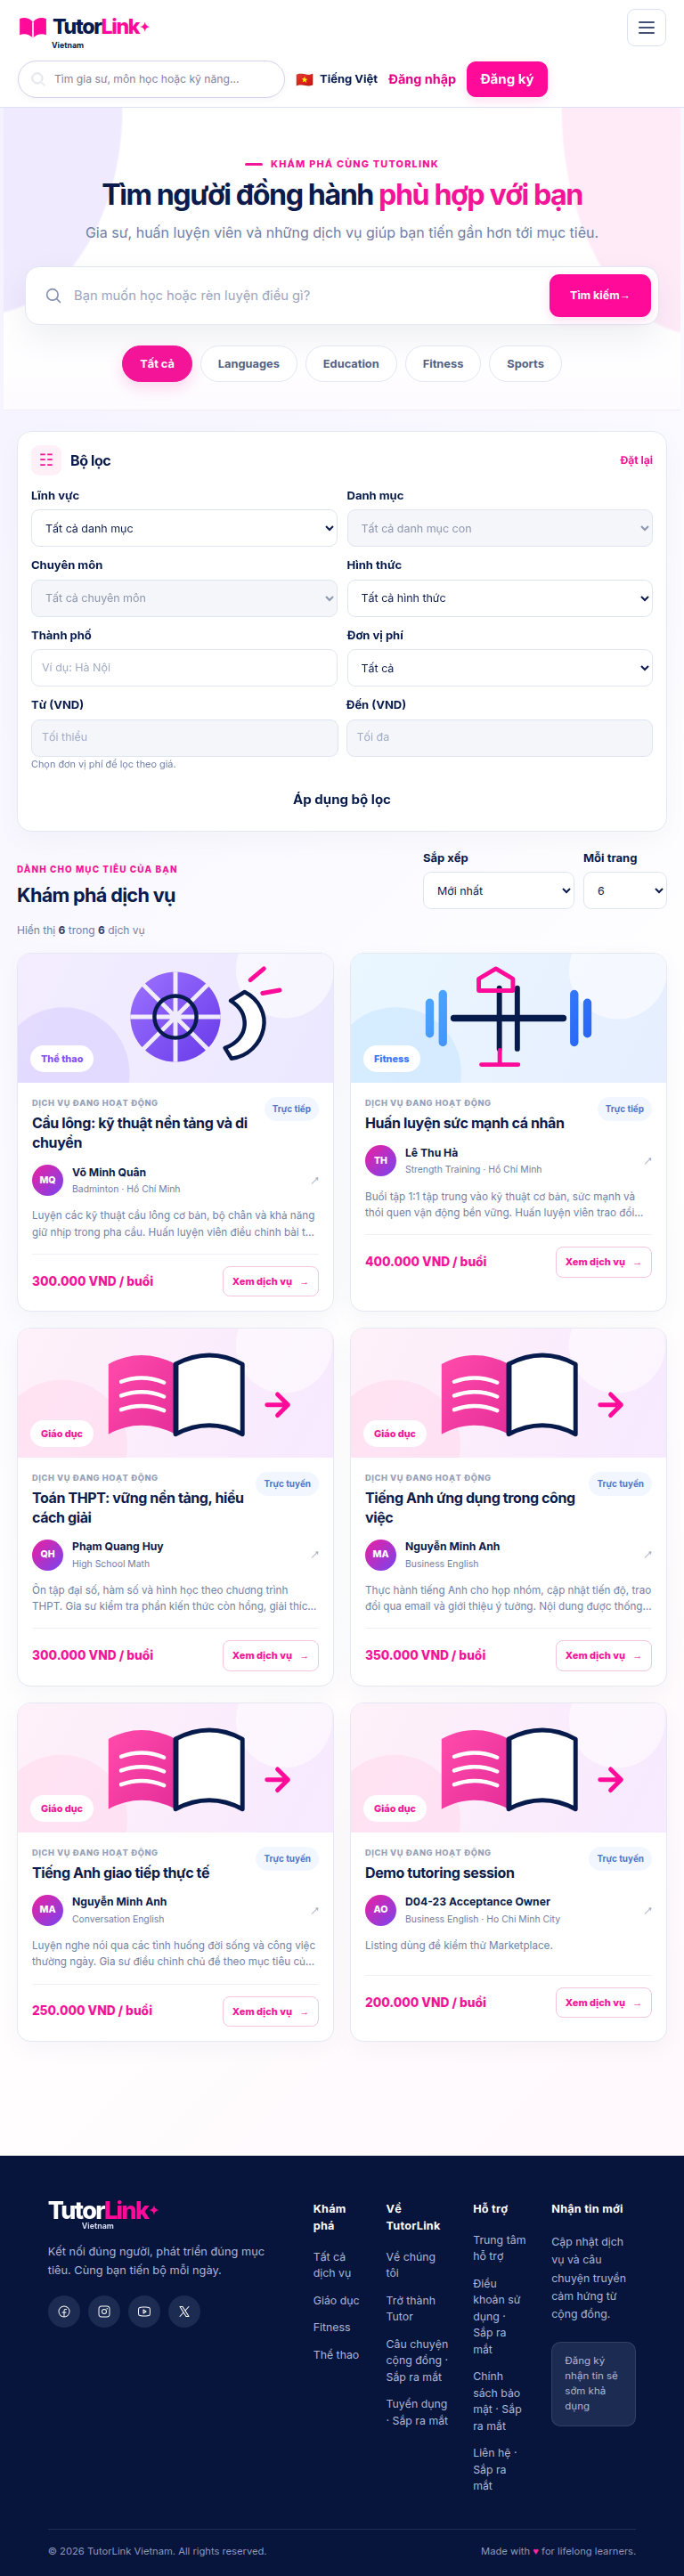 TutorLink
Vietnam
Tìm gia sư, môn học hoặc kỹ năng...
Tiếng Việt
Đăng nhập
Đăng ký
KHÁM PHÁ CÙNG TUTORLINK
Tìm người đồng hành phù hợp với bạn
Gia sư, huấn luyện viên và những dịch vụ giúp bạn tiến gần hơn tới mục tiêu.
Bạn muốn học hoặc rèn luyện điều gì?
Tìm kiếm→
Tất cả
Languages
Education
Fitness
Sports
Bộ lọc
Đặt lại
Lĩnh vực
Danh mục
Tất cả danh mục
Tất cả danh mục con
Chuyên môn
Hình thức
Tất cả chuyên môn
Tất cả hình thức
Thành phố
Đơn vị phí
Ví dụ: Hà Nội
Tất cả
Từ (VND)
Đến (VND)
Tối thiểu
Tối đa
Chọn đơn vị phí để lọc theo giá.
Áp dụng bộ lọc
DÀNH CHO MỤC TIÊU CỦA BẠN
Khám phá dịch vụ
Sắp xếp
Mỗi trang
Mới nhất
6
Hiển thị 6 trong 6 dịch vụ
Thể thao
DỊCH VỤ ĐANG HOẠT ĐỘNG
Trực tiếp
Cầu lông: kỹ thuật nền tảng và di
chuyển
MQ
Võ Minh Quân
Badminton · Hồ Chí Minh
↗
Luyện các kỹ thuật cầu lông cơ bản, bộ chân và khả năng
giữ nhịp trong pha cầu. Huấn luyện viên điều chỉnh bài t...
300.000 VND / buổi
Xem dịch vụ →
Fitness
DỊCH VỤ ĐANG HOẠT ĐỘNG
Trực tiếp
Huấn luyện sức mạnh cá nhân
TH
Lê Thu Hà
Strength Training · Hồ Chí Minh
↗
Buổi tập 1:1 tập trung vào kỹ thuật cơ bản, sức mạnh và
thói quen vận động bền vững. Huấn luyện viên trao đổi...
400.000 VND / buổi
Xem dịch vụ →
Giáo dục
DỊCH VỤ ĐANG HOẠT ĐỘNG
Trực tuyến
Toán THPT: vững nền tảng, hiểu
cách giải
QH
Phạm Quang Huy
High School Math
↗
Ôn tập đại số, hàm số và hình học theo chương trình
THPT. Gia sư kiểm tra phần kiến thức còn hổng, giải thíc...
300.000 VND / buổi
Xem dịch vụ →
Giáo dục
DỊCH VỤ ĐANG HOẠT ĐỘNG
Trực tuyến
Tiếng Anh ứng dụng trong công
việc
MA
Nguyễn Minh Anh
Business English
↗
Thực hành tiếng Anh cho họp nhóm, cập nhật tiến độ, trao
đổi qua email và giới thiệu ý tưởng. Nội dung được thống...
350.000 VND / buổi
Xem dịch vụ →
Giáo dục
DỊCH VỤ ĐANG HOẠT ĐỘNG
Trực tuyến
Tiếng Anh giao tiếp thực tế
MA
Nguyễn Minh Anh
Conversation English
↗
Luyện nghe nói qua các tình huống đời sống và công việc
thường ngày. Gia sư điều chỉnh chủ đề theo mục tiêu củ...
250.000 VND / buổi
Xem dịch vụ →
Giáo dục
DỊCH VỤ ĐANG HOẠT ĐỘNG
Trực tuyến
Demo tutoring session
AO
D04-23 Acceptance Owner
Business English · Ho Chi Minh City
↗
Listing dùng để kiểm thử Marketplace.
200.000 VND / buổi
Xem dịch vụ →
TutorLink
Vietnam
Kết nối đúng người, phát triển đúng mục
tiêu. Cùng bạn tiến bộ mỗi ngày.
Khám
phá
Tất cả
dịch vụ
Giáo dục
Fitness
Thể thao
Về
TutorLink
Về chúng
tôi
Trở thành
Tutor
Câu chuyện
cộng đồng ·
Sắp ra mắt
Tuyển dụng
· Sắp ra mắt
Hỗ trợ
Trung tâm
hỗ trợ
Điều
khoản sử
dụng ·
Sắp ra
mắt
Chính
sách bảo
mật · Sắp
ra mắt
Liên hệ ·
Sắp ra
mắt
Nhận tin mới
Cập nhật dịch
vụ và câu
chuyện truyền
cảm hứng từ
cộng đồng.
Đăng ký
nhận tin sẽ
sớm khả
dụng
© 2026 TutorLink Vietnam. All rights reserved.
Made with ♥ for lifelong learners.